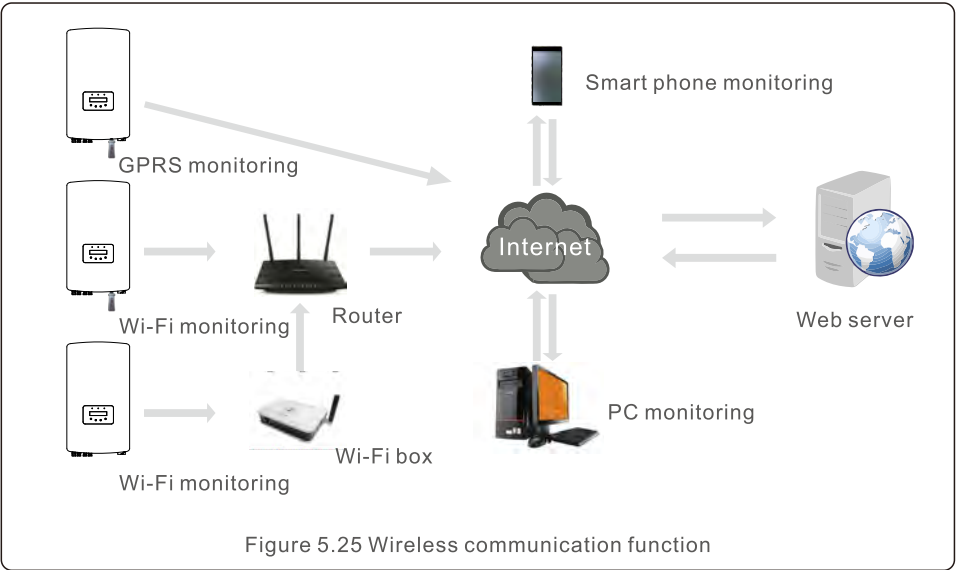 Smart phone monitoring
GPRS monitoring
Internet
Wi-Fi monitoring
Router
Web server
PC monitoring
Wi-Fi box
Wi-Fi monitoring
Figure 5.25 Wireless communication function